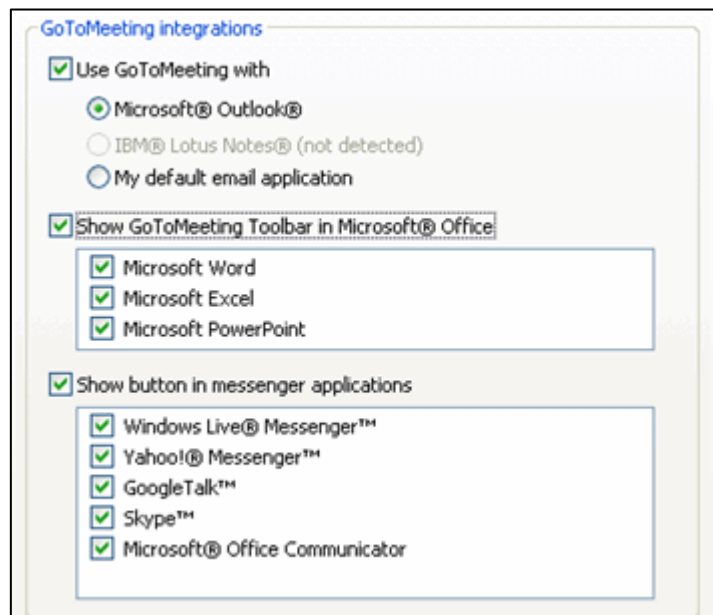 GoToMeeting integrations
Use GoToMeeting with
Microsoft® Outlook®
IBM® Lotus Notes® (not detected)
My default email application
Show GoToMeeting Toolbar in Microsoft® Office
Microsoft Word
Microsoft Excel
Microsoft PowerPoint
Show button in messenger applications
Windows Live® Messenger™
Yahoo!® Messenger™
GoogleTalk™
Skype™
Microsoft® Office Communicator